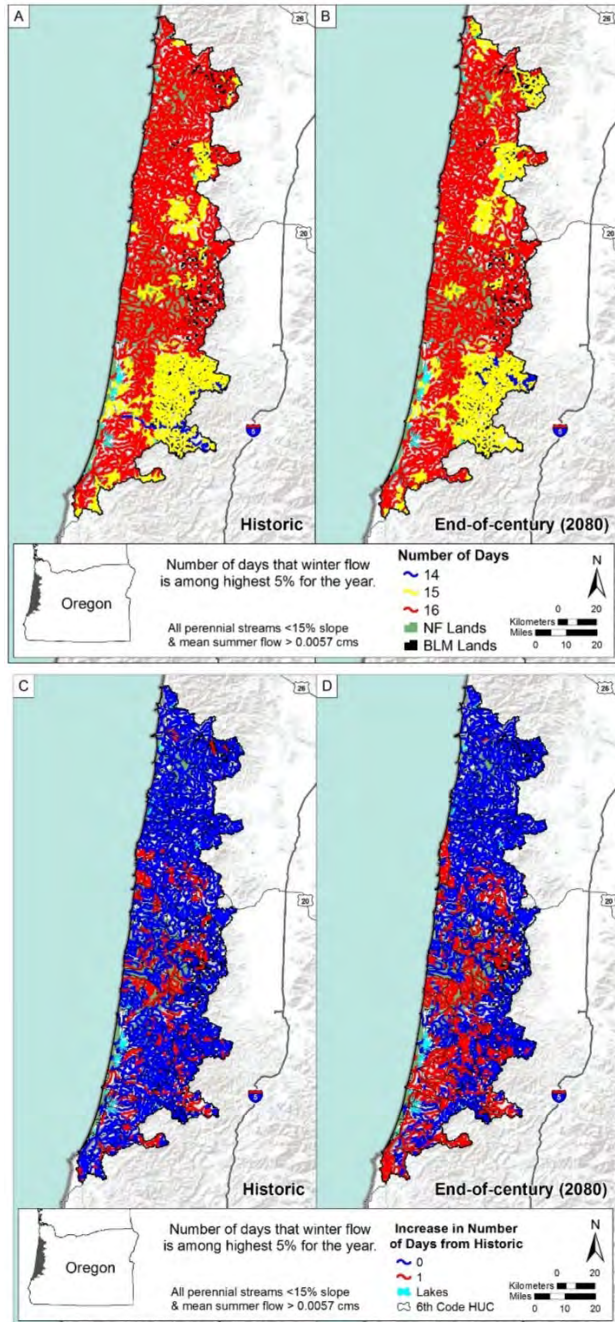 A
B
26
26
20
5
5
Historic
End-of-century (2080)
Oregon
Number of days that winter flow
is among highest 5% for the year.
All perennial streams <15% slope
& mean summer flow > 0.0057 cms
Number of Days
14
15
16
NF Lands
BLM Lands
N
0 20
Kilometers
Miles
0 20
C
D
26
26
20
5
5
Historic
End-of-century (2080)
Oregon
Number of days that winter flow
is among highest 5% for the year.
All perennial streams <15% slope
& mean summer flow > 0.0057 cms
Increase in Number
of Days from Historic
0
1
Lakes
6th Code HUC
N
0 20
Kilometers
Miles
0 20